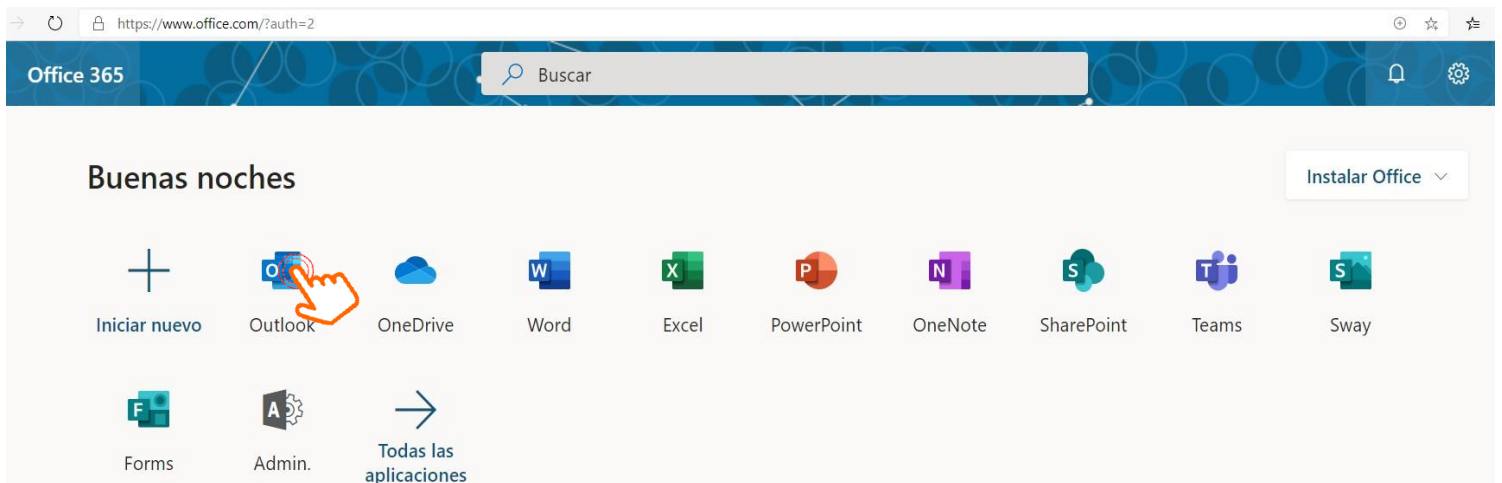 https://www.office.com/?auth=2
Office 365
Buscar
Buenas noches
Instalar Office
Iniciar nuevo
Outlook
OneDrive
Word
Excel
PowerPoint
OneNote
SharePoint
Teams
Sway
Forms
Admin.
Todas las
aplicaciones